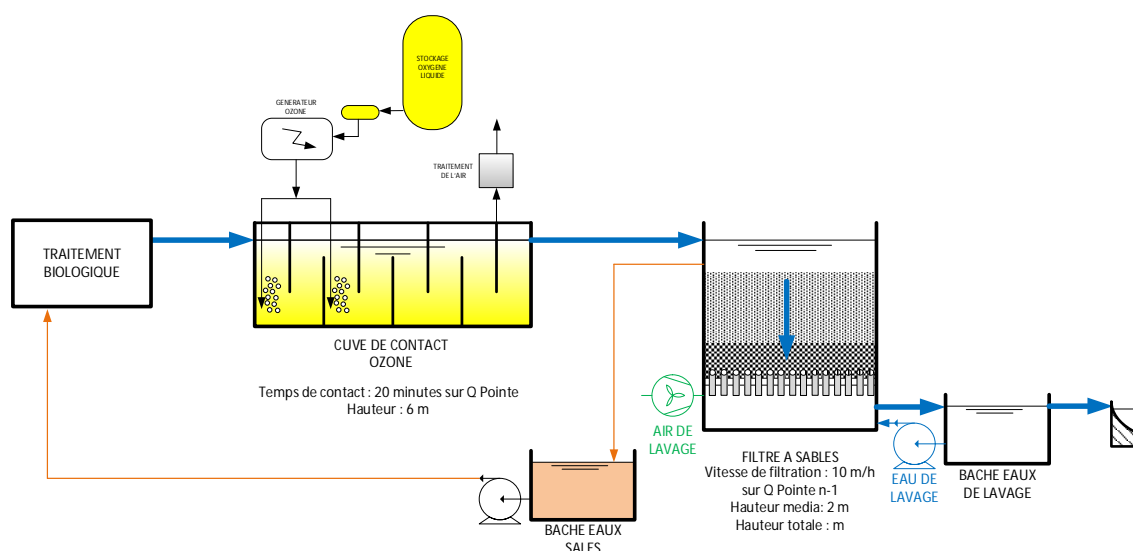 STOCKAGE
OXYGENE
LIQUIDE
GENERATEUR
OZONE
TRAITEMENT
DE L'AIR
TRAITEMENT
BIOLOGIQUE
CUVE DE CONTACT
OZONE
Temps de contact : 20 minutes sur Q Pointe
Hauteur : 6 m
AIR DE
LAVAGE
FILTRE A SABLES
Vitesse de filtration : 10 m/h
sur Q Pointe n-1
Hauteur media: 2 m
Hauteur totale : m
EAU DE
LAVAGE
BACHE EAUX
DE LAVAGE
BACHE EAUX
SALES